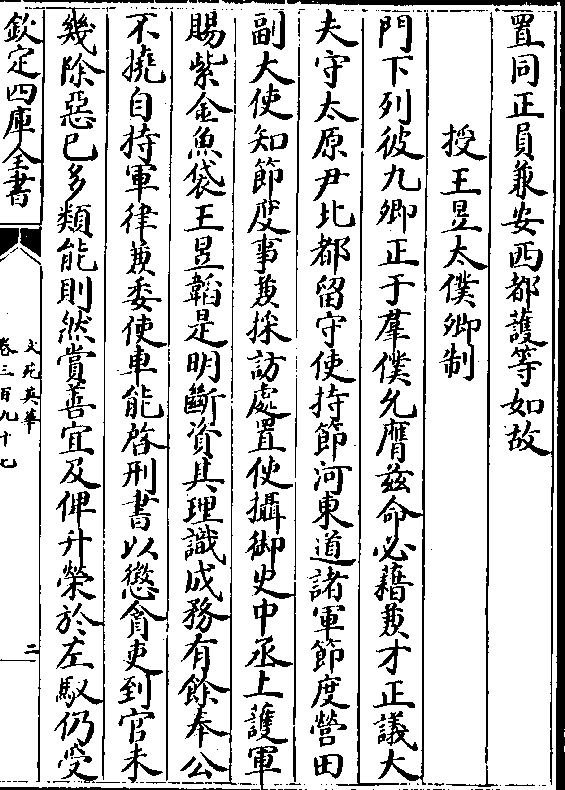 置同正員兼安西都護等如故
授王昱太僕卿制
門下列彼九卿正于羣僕允膺兹命必藉兼才正議大
夫守太原尹北都留守使持節河東道諸軍節度營田
副大使知節度事兼採訪處置使攝御史中丞上護軍
賜紫金魚袋王昱韜是明斷資其理識成務有餘奉公
不撓自持軍律兼委使車能啓刑書以懲貪吏到官未
幾除惡已多類能則然賞善宜及俾升榮於左馭仍受
欽定四庫全書
文苑英華
卷三百九十七
二